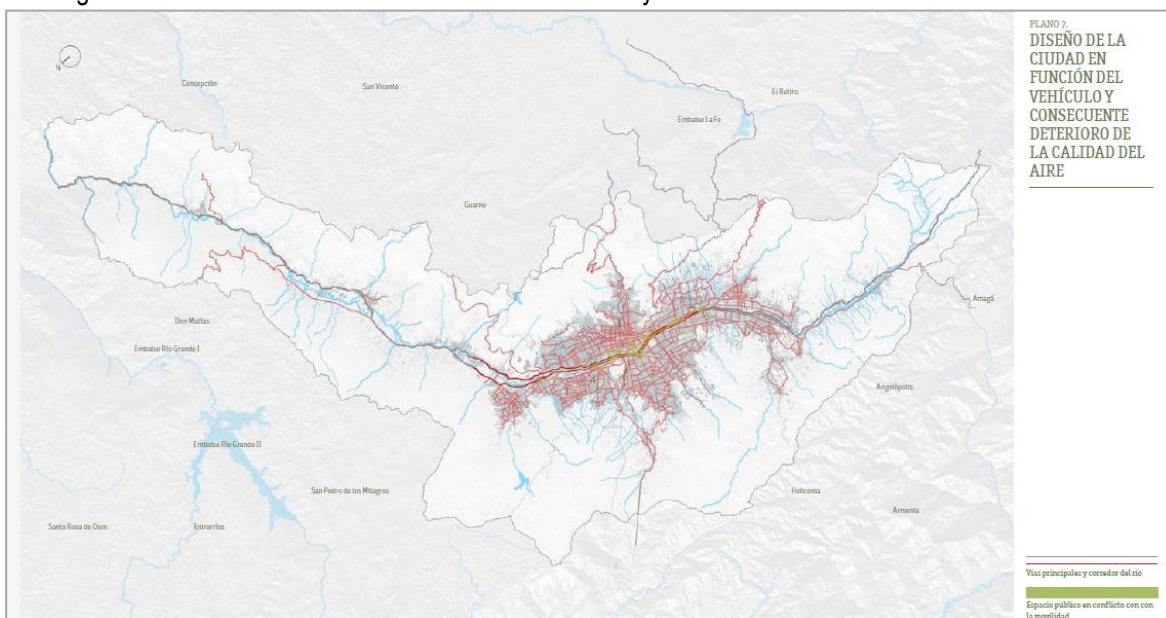 PLANO 7.
DISEÑO DE LA
CIUDAD EN
FUNCIÓN DEL
VEHÍCULO Y
CONSECUENTE
DETERIORO DE
LA CALIDAD DEL
AIRE
N
Concepción
San Vicente
El Retiro
Embalse La Fe
Guarne
Amagá
Don Matías
Embalse Río Grande I
Angelópolis
Embalse Río Grande II
San Pedro de los Milagros
Heliconia
Armenia
Santa Rosa de Osos
Entrerríos
Vías principales y corredor del río
Espacio público en conflicto con con
la movilidad